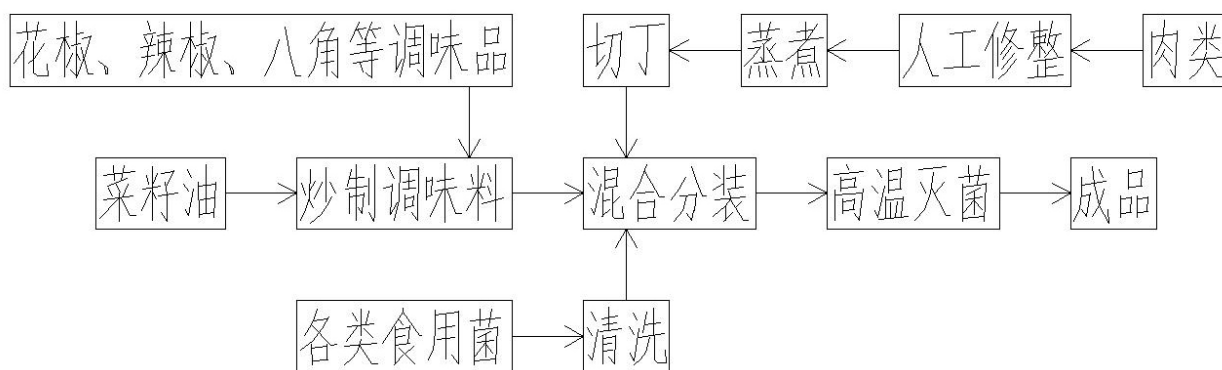 花椒、辣椒、八角等调味品
切丁
蒸煮
人工修整
肉类
菜籽油
炒制调味料
混合分装
高温灭菌
成品
各类食用菌
清洗